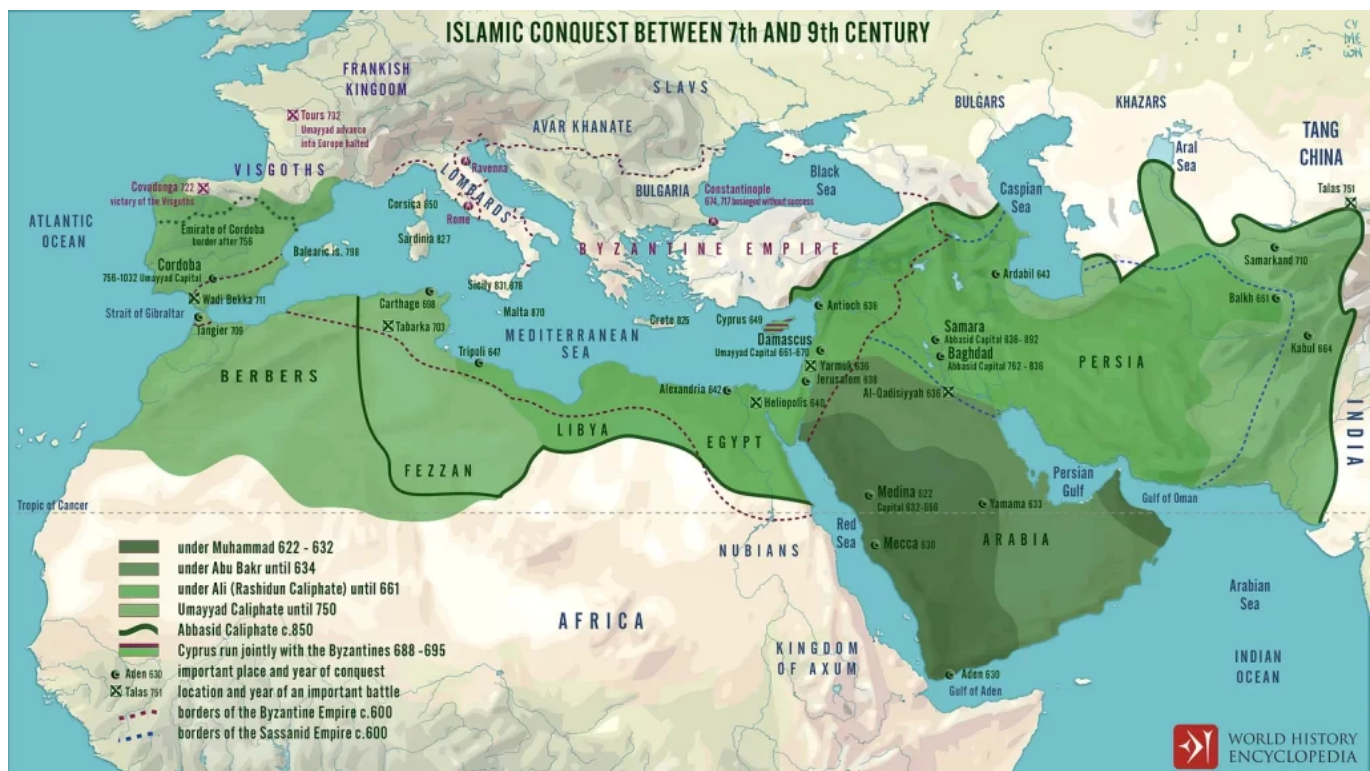 ISLAMIC CONQUEST BETWEEN 7th AND 9th CENTURY
CY
ME
WH
FRANKISH
KINGDOM
SLAVS
BULGARS
KHAZARS
TANG
CHINA
Tours 732
Umayyad advance
into Europe halted
AVAR KHANATE
Aral
Sea
VISGOTHS
Ravenna
LOMBARDS
Black
Sea
Caspian
Sea
Talas 751
Covadonga 722
victory of the Visgoths
BULGARIA
Constantinople
674, 717 besieged without success
Corsica 850
Rome
ATLANTIC
OCEAN
Emirate of Cordoba
border after 756
Sardinia 827
BYZANTINE EMPIRE
Balearic is. 798
Samarkand 710
Cordoba
756-1032 Umayyad Capital
Ardabil 643
Sicily 831,878
Wadi Bekka 711
Carthage 698
Balkh 651
Strait of Gibraltar
Malta 870
Crete 825
Cyprus 649
Antioch 636
Tangier 709
Tabarka 703
MEDITERRANEAN
SEA
Damascus
Umayyad Capital 661-670
Samara
Abbasid Capital 836- 892
Baghdad
Abbasid Capital 762 - 836
Kabul 664
Tripoli 647
Yarmuk 636
Jerusalem 638
PERSIA
BERBERS
Alexandria 642
Heliopolis 640
Al-Qadisiyyah 636
INDIA
LIBYA
EGYPT
FEZZAN
Persian
Gulf
Gulf of Oman
Tropic of Cancer
Medina 622
Capital 632-656
Yamama 633
Red
Sea
Mecca 630
ARABIA
NUBIANS
Arabian
Sea
AFRICA
KINGDOM
OF AXUM
INDIAN
OCEAN
Aden 630
Gulf of Aden
under Muhammad 622 - 632
under Abu Bakr until 634
under Ali (Rashidun Caliphate) until 661
Umayyad Caliphate until 750
Abbasid Caliphate c.850
Cyprus run jointly with the Byzantines 688 -695
Aden 630 important place and year of conquest
Talas 751 location and year of an important battle
borders of the Byzantine Empire c.600
borders of the Sassanid Empire c.600
WORLD HISTORY
ENCYCLOPEDIA